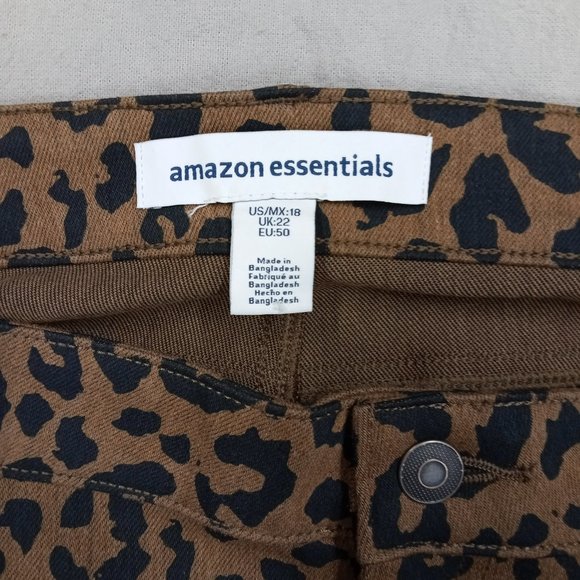 amazon essentials
US/MX:18
UK:22
EU:50
Made in
Bangladesh
Fabriqué au
Bangladesh
Hecho en
Bangladesh